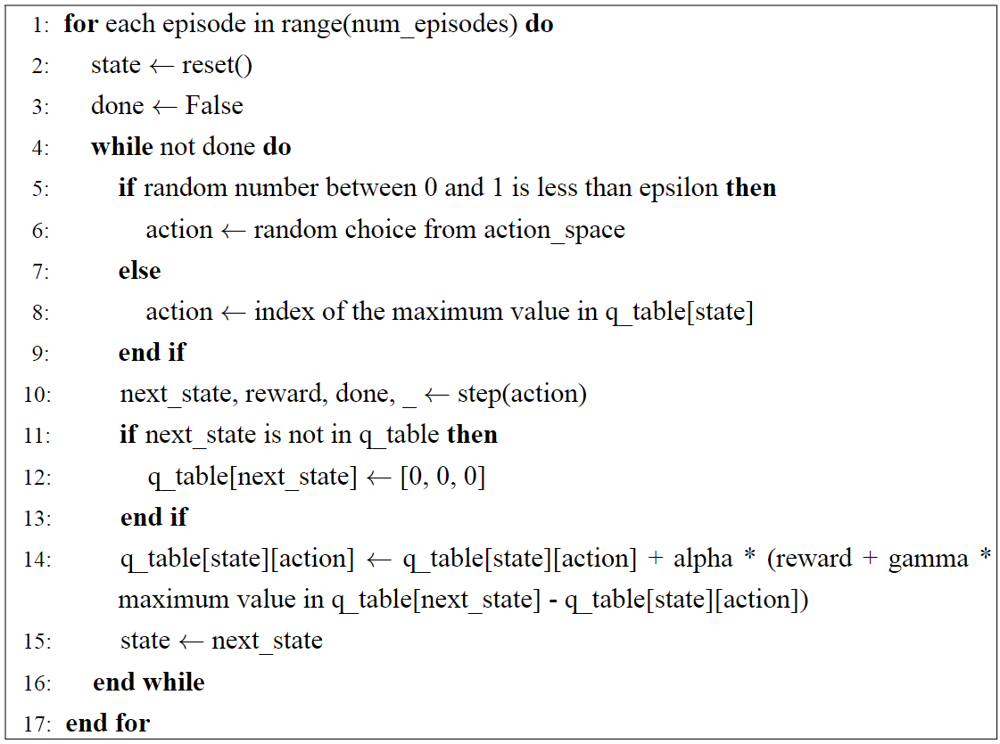 1: for each episode in range(num_episodes) do
2: state ← reset()
3: done ← False
4: while not done do
5: if random number between 0 and 1 is less than epsilon then
6: action ← random choice from action_space
7: else
8: action ← index of the maximum value in q_table[state]
9: end if
10: next_state, reward, done, _ ← step(action)
11: if next_state is not in q_table then
12: q_table[next_state] ← [0, 0, 0]
13: end if
14: q_table[state][action] ← q_table[state][action] + alpha * (reward + gamma *
maximum value in q_table[next_state] - q_table[state][action])
15: state ← next_state
16: end while
17: end for